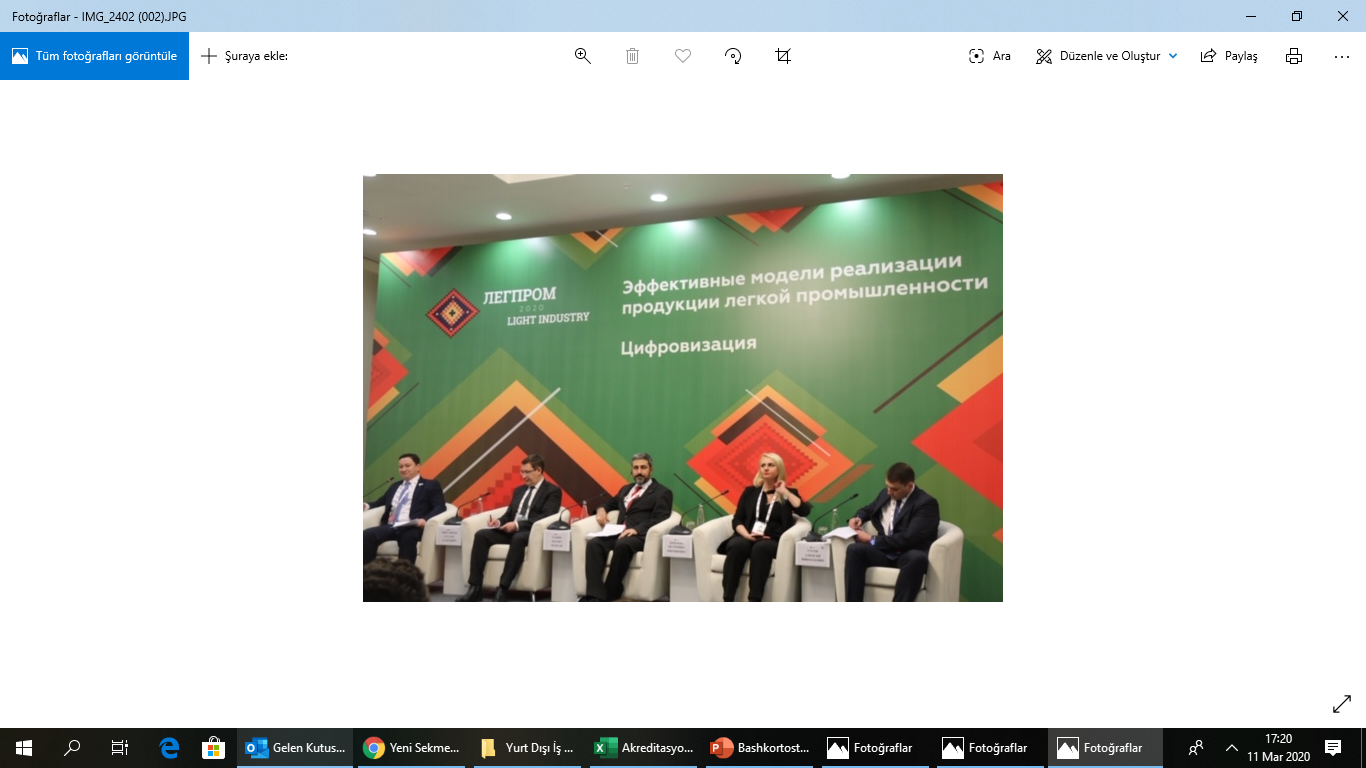 Fotoğraflar - IMG_2402 (002).JPG
Tüm fotoğrafları görüntüle
Şuraya ekle:
Ara
Düzenle ve Oluştur
Paylaş
ЛЕГПРОМ
2020
LIGHT INDUSTRY
Эффективные модели реализации
продукции легкой промышленности
Цифровизация
Gelen Kutus...
Yeni Sekme...
Yurt Dışı İş ...
Akreditasyo...
Bashkortost...
Fotoğraflar
Fotoğraflar
Fotoğraflar
17:20
11 Mar 2020